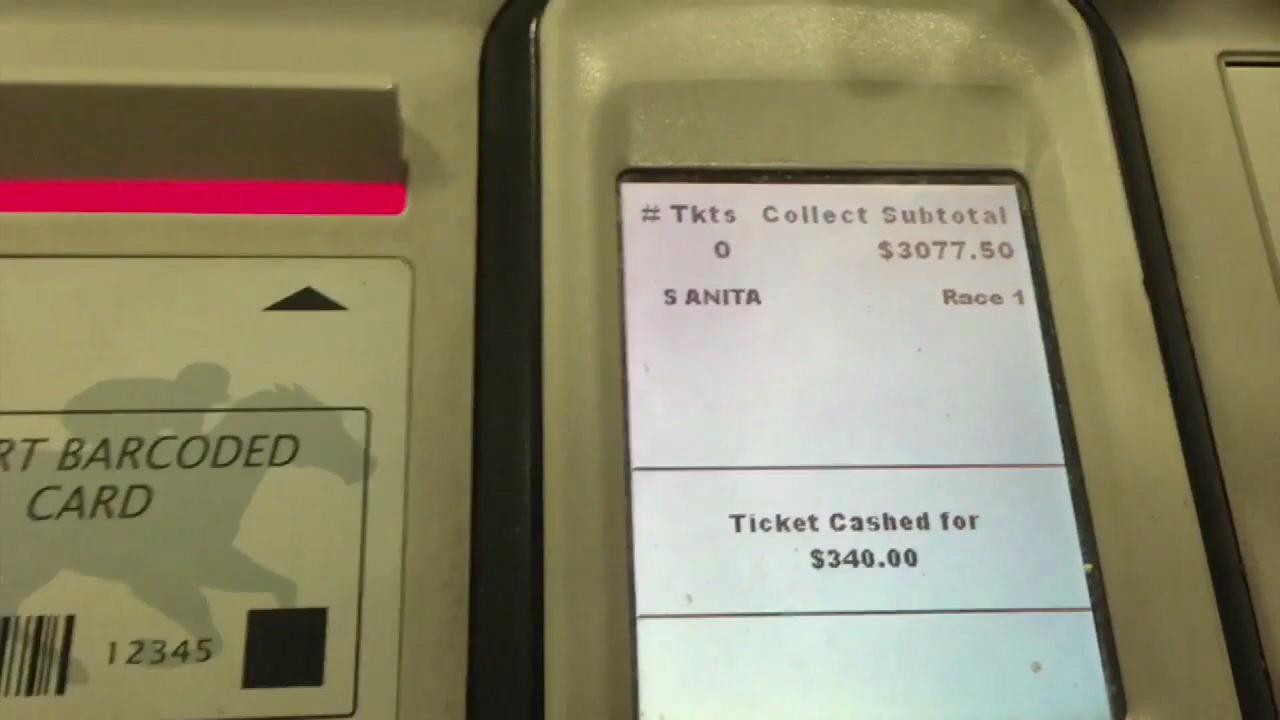 # Tkts Collect Subtotal
0 $3077.50
S ANITA Race 1
Ticket Cashed for
$340.00
RT BARCODED
CARD
12345